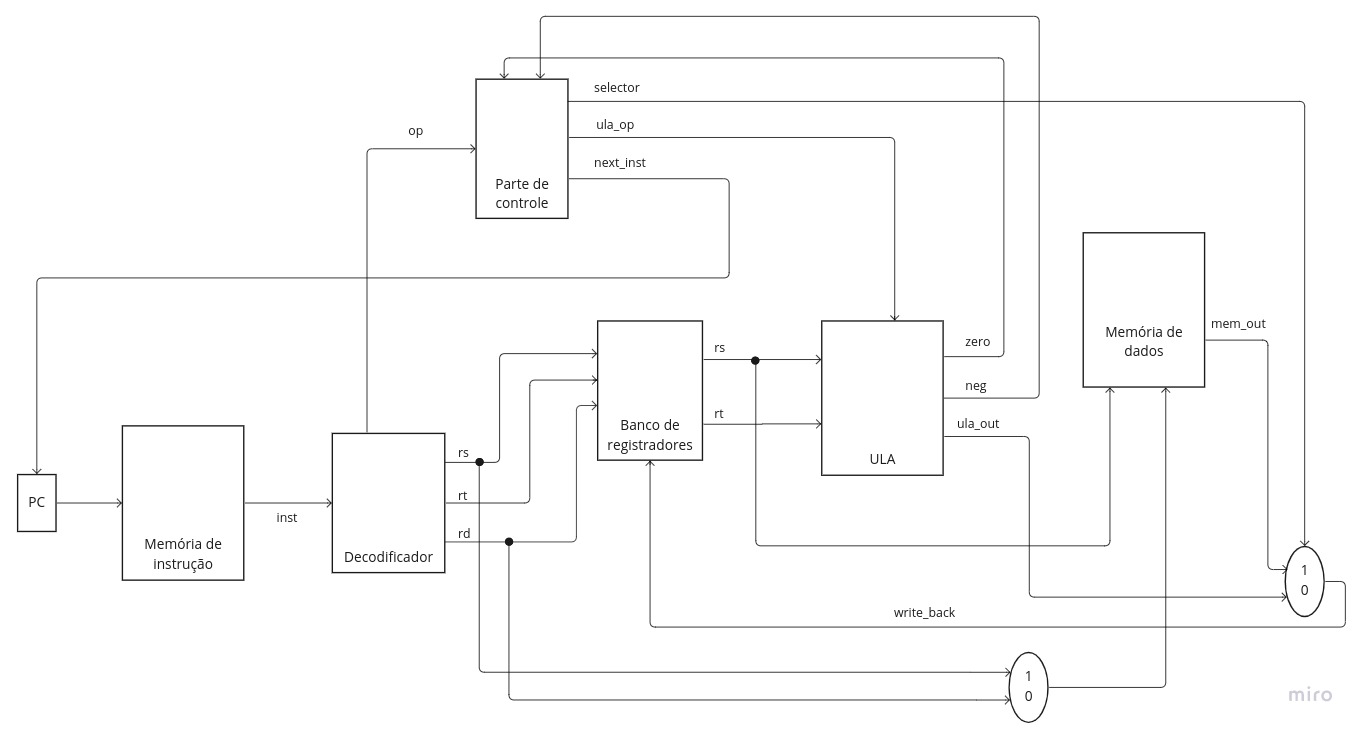 selector
ula_op
op
next_inst
Parte de
controle
mem_out
Memória de
dados
zero
rs
neg
rt
ula_out
Banco de
registradores
ULA
rs
rt
PC
inst
rd
Memória de
instrução
Decodificador
1
0
write_back
1
0
miro